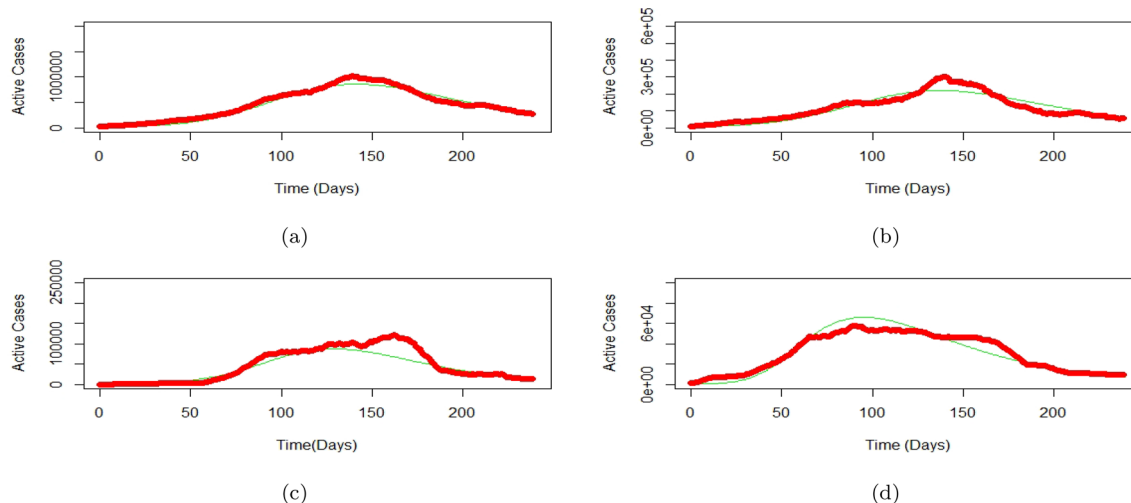 Active Cases
0
1000000
0 50 100 150 200
Time (Days)
(a)
Active Cases
0e+00
3e+05
6e+05
0 50 100 150 200
Time (Days)
(b)
Active Cases
0
100000
250000
0 50 100 150 200
Time(Days)
(c)
Active Cases
0e+00
6e+04
0 50 100 150 200
Time (Days)
(d)